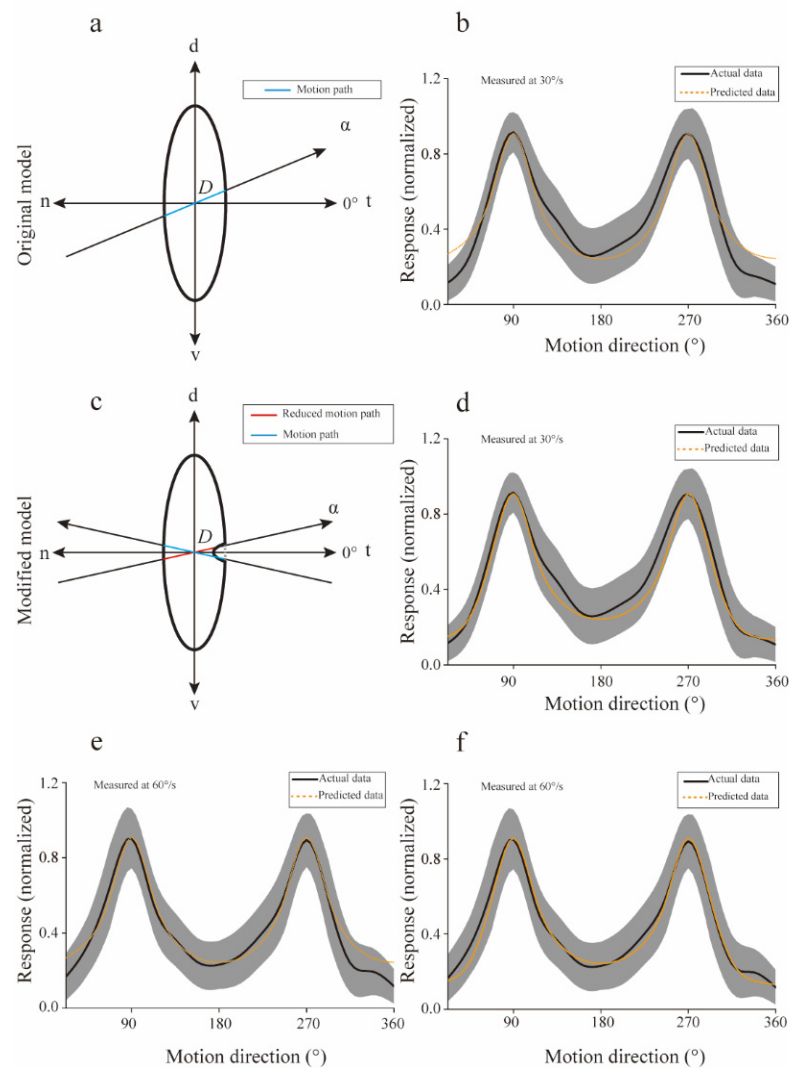 a
d
Motion path
α
D
n
0° t
v
Original model
b
1.2
Measured at 30°/s
Actual data
Predicted data
0.8
0.4
0.0
Response (normalized)
90
180
270
360
Motion direction (°)
c
d
Reduced motion path
Motion path
α
D
n
0° t
v
Modified model
d
1.2
Measured at 30°/s
Actual data
Predicted data
0.8
0.4
0.0
Response (normalized)
90
180
270
360
Motion direction (°)
e
1.2
Measured at 60°/s
Actual data
Predicted data
0.8
0.4
0.0
Response (normalized)
90
180
270
360
Motion direction (°)
f
1.2
Measured at 60°/s
Actual data
Predicted data
0.8
0.4
0.0
Response (normalized)
90
180
270
360
Motion direction (°)